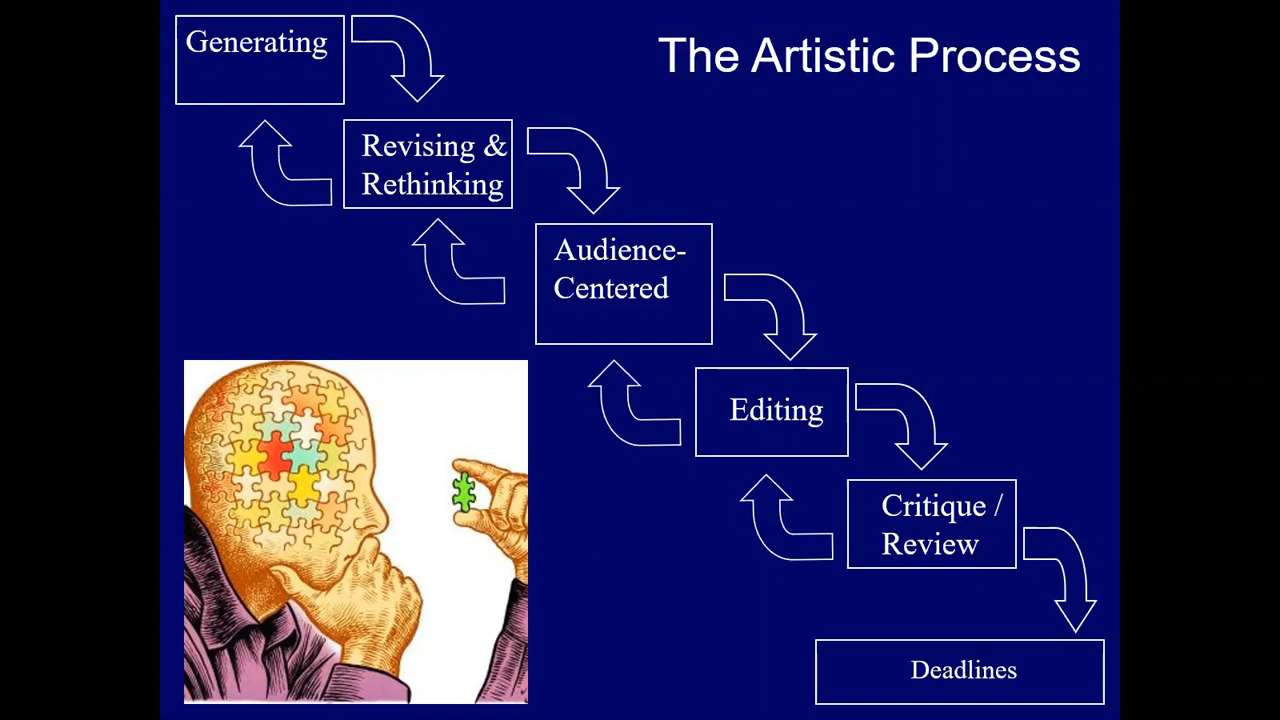 The Artistic Process
Generating
Revising &
Rethinking
Audience-
Centered
Editing
Critique /
Review
Deadlines